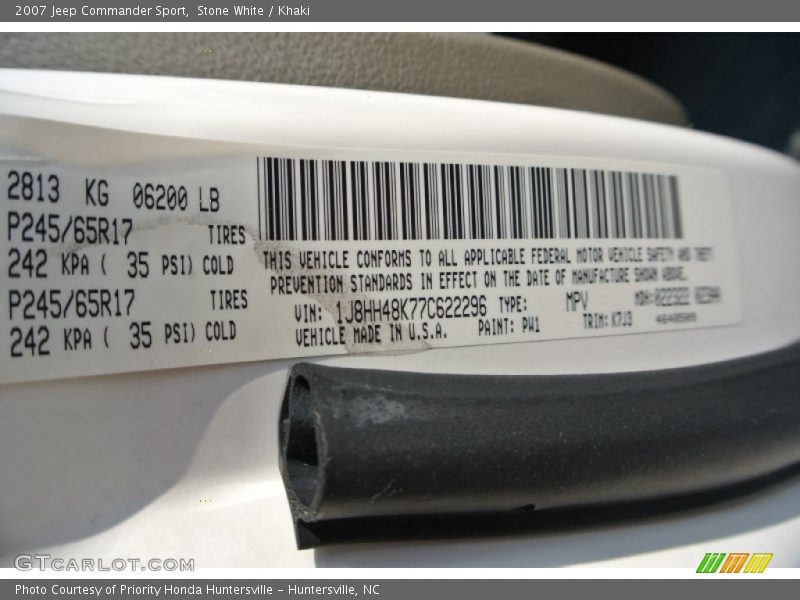 2007 Jeep Commander Sport, Stone White / Khaki
2813 KG 06200 LB
P245/65R17 TIRES
242 KPA ( 35 PSI) COLD
P245/65R17 TIRES
242 KPA ( 35 PSI) COLD
THIS VEHICLE CONFORMS TO ALL APPLICABLE FEDERAL MOTOR VEHICLE SAFETY AND THEFT
PREVENTION STANDARDS IN EFFECT ON THE DATE OF MANUFACTURE SHOWN ABOVE.
VIN: 1J8HH48K77C622296 TYPE: MPV MDH:
VEHICLE MADE IN U.S.A. PAINT: PW1 TRIM: K7J3
GTCARLOT.COM
Photo Courtesy of Priority Honda Huntersville – Huntersville, NC